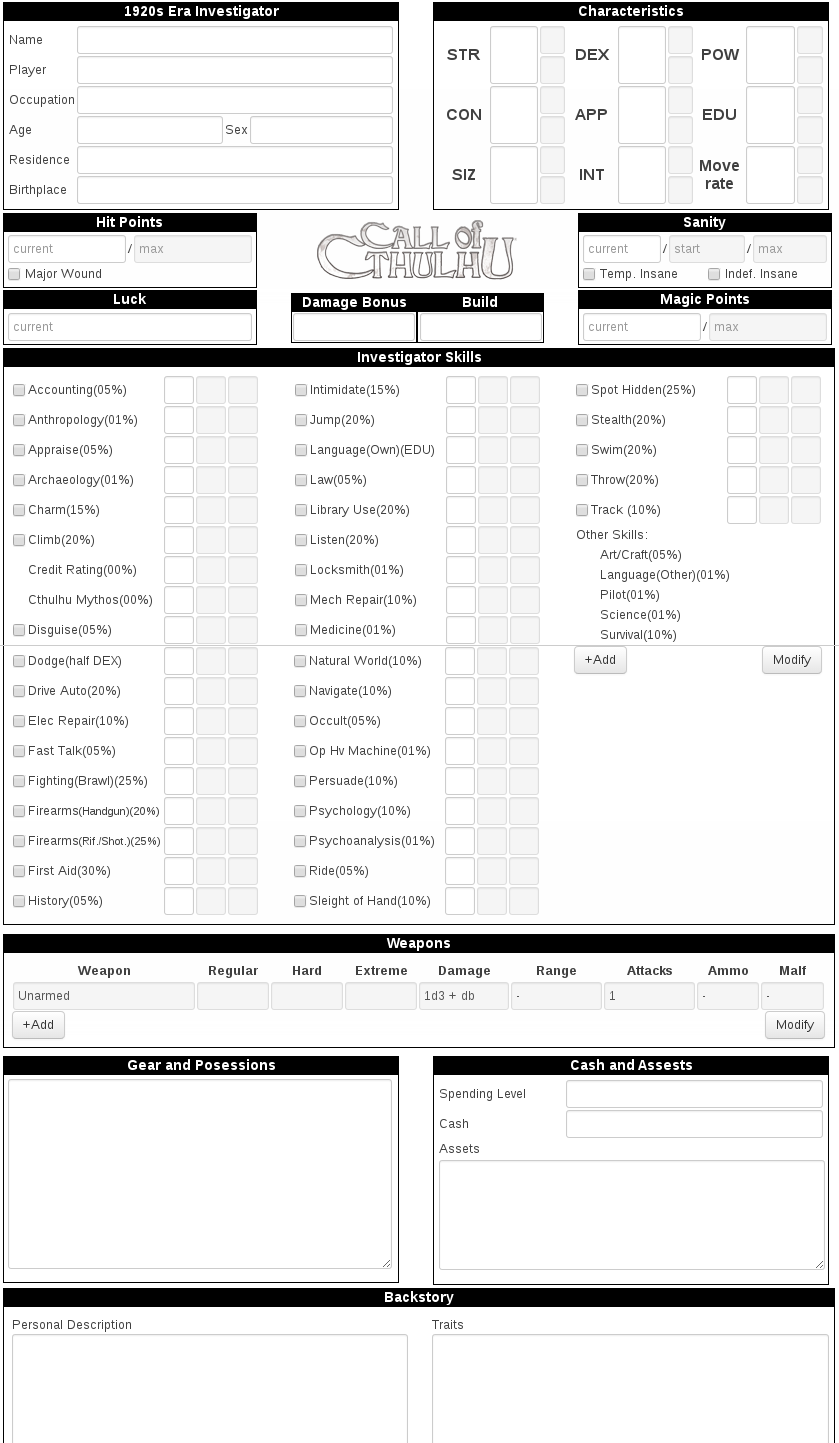 1920s Era Investigator
Name
Player
Occupation
Age Sex
Residence
Birthplace
Characteristics
STR DEX POW
CON APP EDU
SIZ INT Move rate
Hit Points
current / max
Major Wound
CALL of CTHULHU
Sanity
current / start / max
Temp. Insane Indef. Insane
Luck
current
Damage Bonus Build
Magic Points
current / max
Investigator Skills
Accounting(05%)
Anthropology(01%)
Appraise(05%)
Archaeology(01%)
Charm(15%)
Climb(20%)
Credit Rating(00%)
Cthulhu Mythos(00%)
Disguise(05%)
Dodge(half DEX)
Drive Auto(20%)
Elec Repair(10%)
Fast Talk(05%)
Fighting(Brawl)(25%)
Firearms(Handgun)(20%)
Firearms(Rif./Shot.)(25%)
First Aid(30%)
History(05%)
Intimidate(15%)
Jump(20%)
Language(Own)(EDU)
Law(05%)
Library Use(20%)
Listen(20%)
Locksmith(01%)
Mech Repair(10%)
Medicine(01%)
Natural World(10%)
Navigate(10%)
Occult(05%)
Op Hv Machine(01%)
Persuade(10%)
Psychology(10%)
Psychoanalysis(01%)
Ride(05%)
Sleight of Hand(10%)
Spot Hidden(25%)
Stealth(20%)
Swim(20%)
Throw(20%)
Track (10%)
Other Skills:
Art/Craft(05%)
Language(Other)(01%)
Pilot(01%)
Science(01%)
Survival(10%)
+Add Modify
Weapons
Weapon Regular Hard Extreme Damage Range Attacks Ammo Malf
Unarmed 1d3 + db - 1 - -
+Add Modify
Gear and Posessions
Cash and Assests
Spending Level
Cash
Assets
Backstory
Personal Description Traits